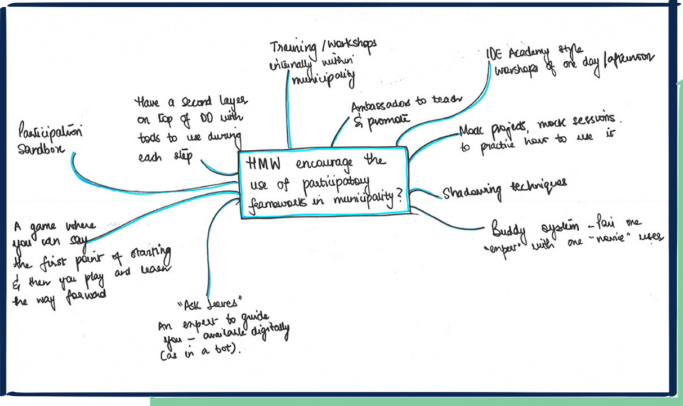 Training/workshops
internally within
municipality
IDE Academy style
workshops of one day/afternoon
Have a second layer
on top of DD with
tools to use during
each step
Ambassadors to teach
& promote
Participation
Sandbox
Mock projects, mock sessions.
to practice how to use it
HMW encourage the
use of participatory
frameworks in municipality?
Shadowing techniques
A game where
you can say
the first point of starting
& then you play and learn
the way forward
Buddy system - Pair one
"expert" with one "novice" user
"Ask Jeeves"
An expert to guide
you - available digitally
(as in a bot).